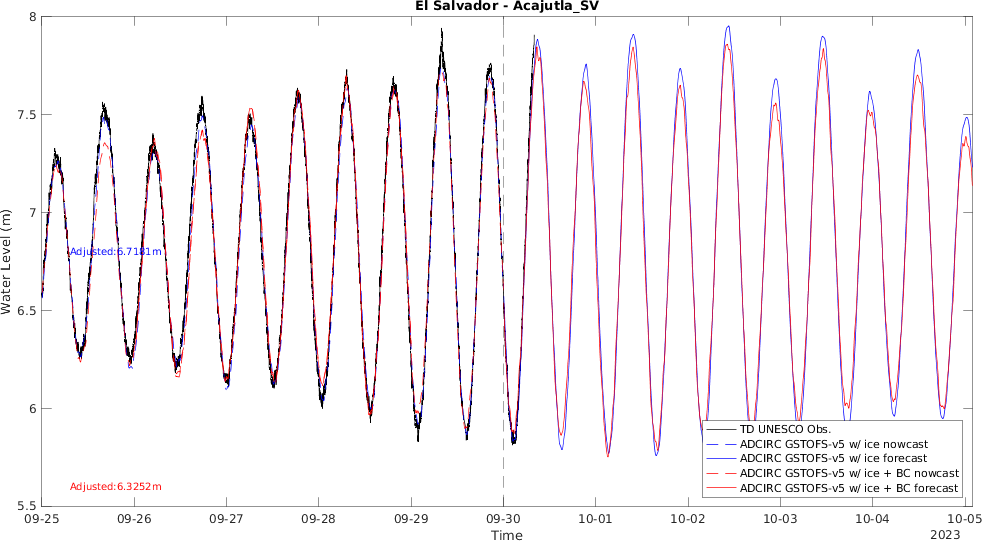 El Salvador - Acajutla_SV
8
7.5
7
6.5
6
5.5
Water Level (m)
Adjusted:6.7181m
Adjusted:6.3252m
TD UNESCO Obs.
ADCIRC GSTOFS-v5 w/ ice nowcast
ADCIRC GSTOFS-v5 w/ ice forecast
ADCIRC GSTOFS-v5 w/ ice + BC nowcast
ADCIRC GSTOFS-v5 w/ ice + BC forecast
09-25 09-26 09-27 09-28 09-29 09-30 10-01 10-02 10-03 10-04 10-05
Time
2023